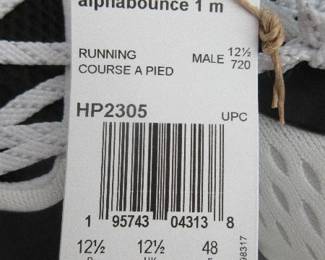 alphabounce 1 m
RUNNING MALE 12½
COURSE A PIED 720
HP2305 UPC
1 95743 04313 8
12½ 12½ 48
98317